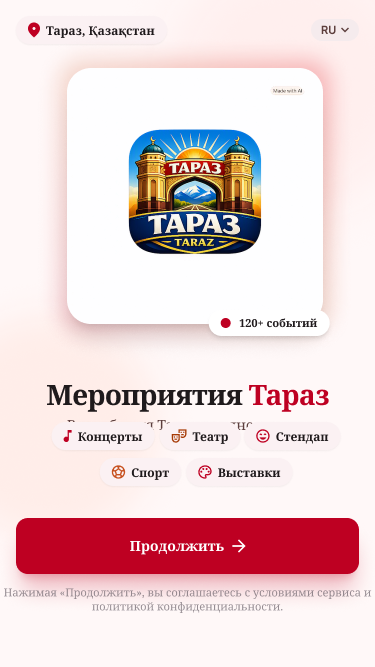 Тараз, Қазақстан
RU
Made with AI
ТАРАЗ
ТАРАЗ
TARAZ
120+ событий
Мероприятия Тараз
Концерты
Театр
Стендап
Спорт
Выставки
Продолжить
Нажимая «Продолжить», вы соглашаетесь с условиями сервиса и
политикой конфиденциальности.